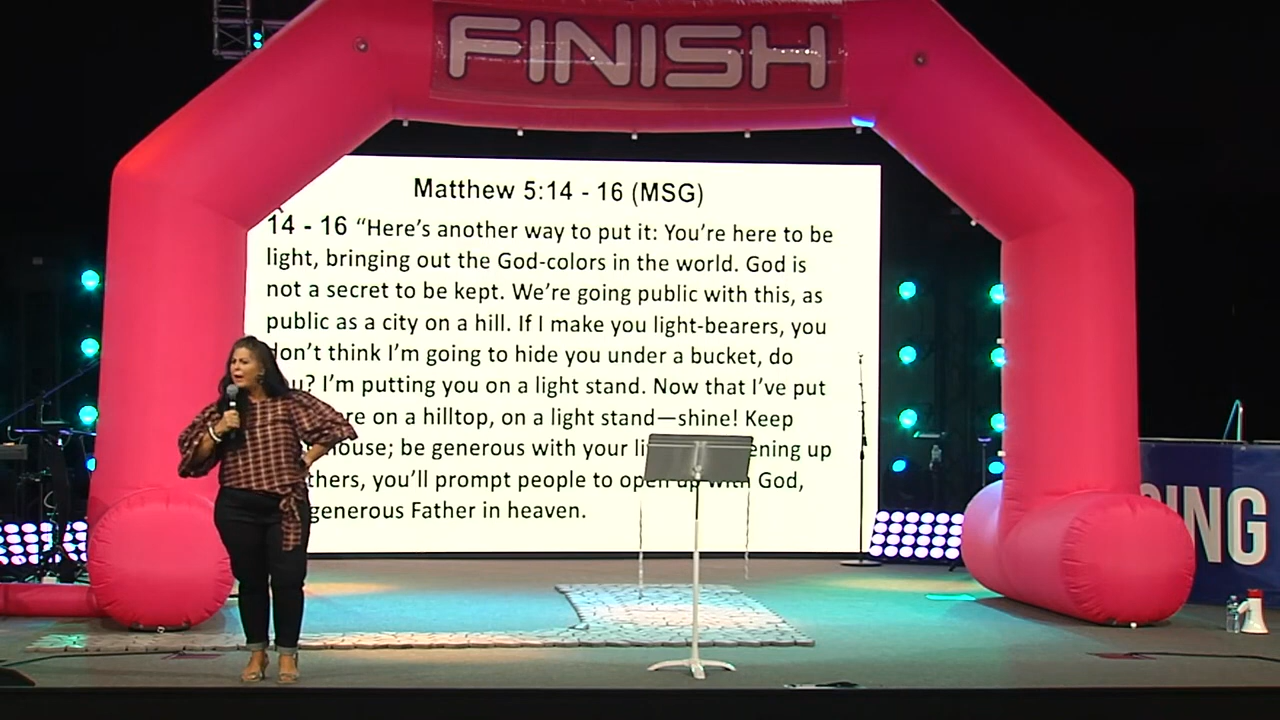 FINISH
Matthew 5:14 - 16 (MSG)
14 - 16 “Here’s another way to put it: You’re here to be
light, bringing out the God-colors in the world. God is
not a secret to be kept. We’re going public with this, as
public as a city on a hill. If I make you light-bearers, you
don’t think I’m going to hide you under a bucket, do
u? I’m putting you on a light stand. Now that I’ve put
re on a hilltop, on a light stand—shine! Keep
house; be generous with your li ening up
thers, you’ll prompt people to open up with God,
generous Father in heaven.
ING